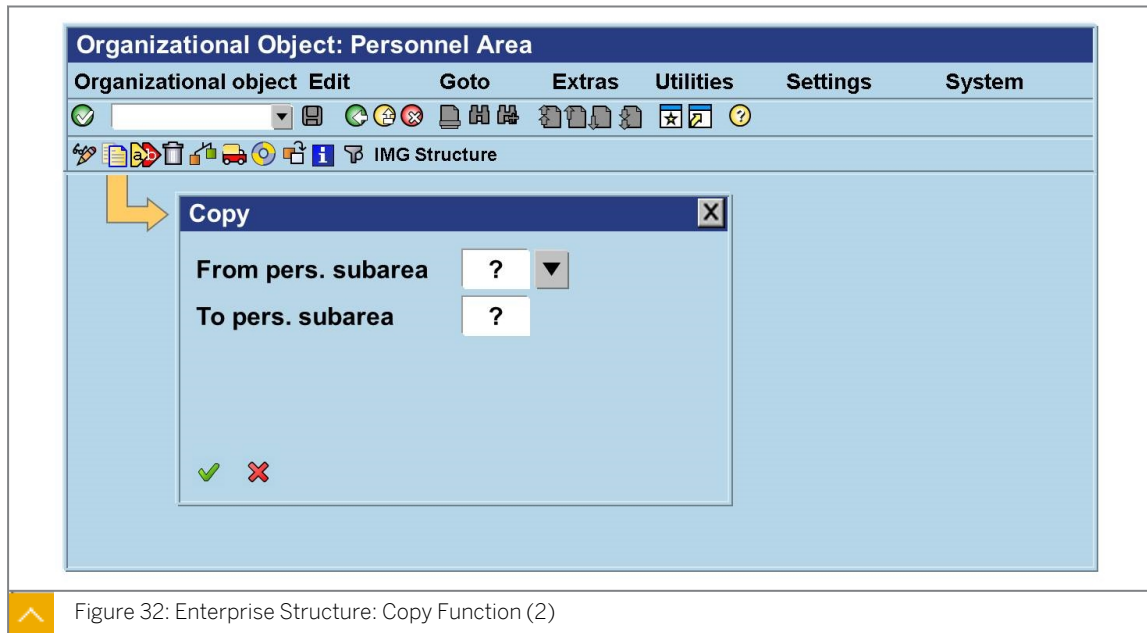 Organizational Object: Personnel Area
Organizational object Edit Goto Extras Utilities Settings System
IMG Structure
Copy
From pers. subarea ?
To pers. subarea ?
Figure 32: Enterprise Structure: Copy Function (2)